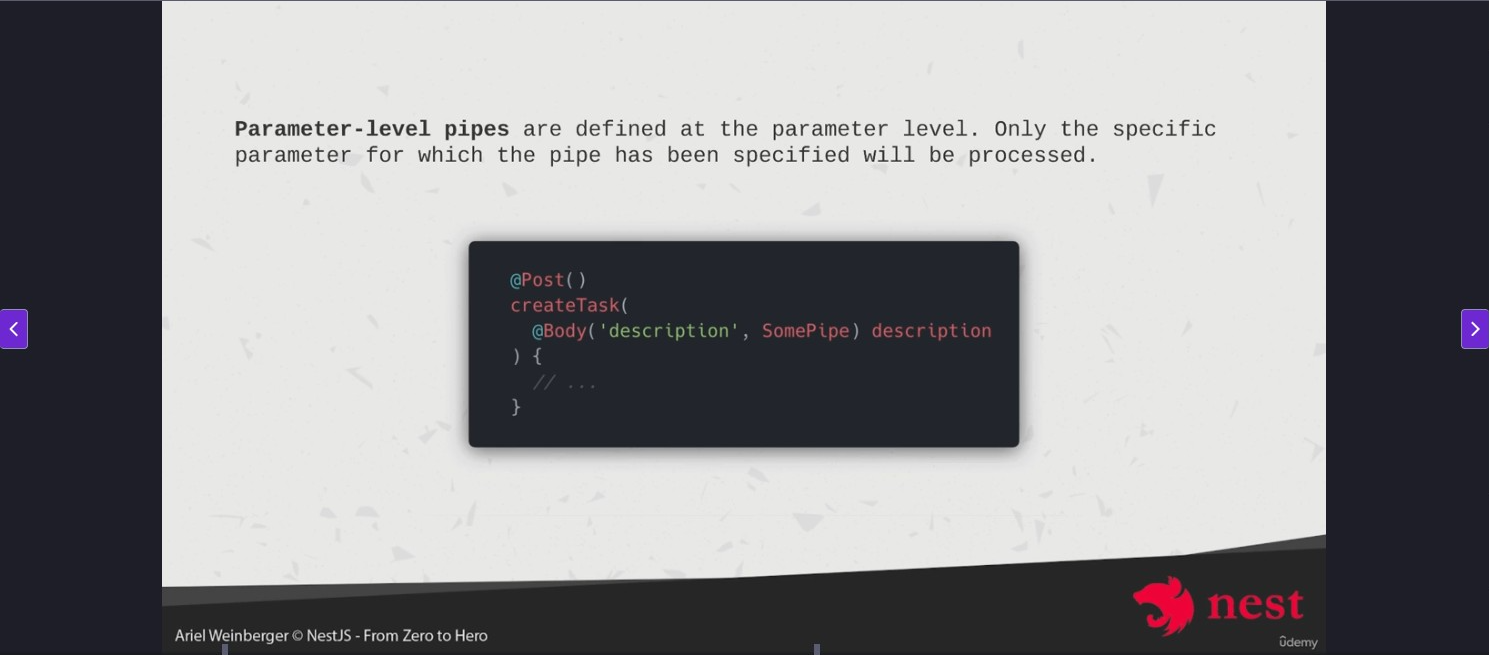 Parameter-level pipes are defined at the parameter level. Only the specific
parameter for which the pipe has been specified will be processed.
@Post()
createTask(
  @Body('description', SomePipe) description
) {
  // ...
}
nest
Ariel Weinberger © NestJS - From Zero to Hero
ûdemy